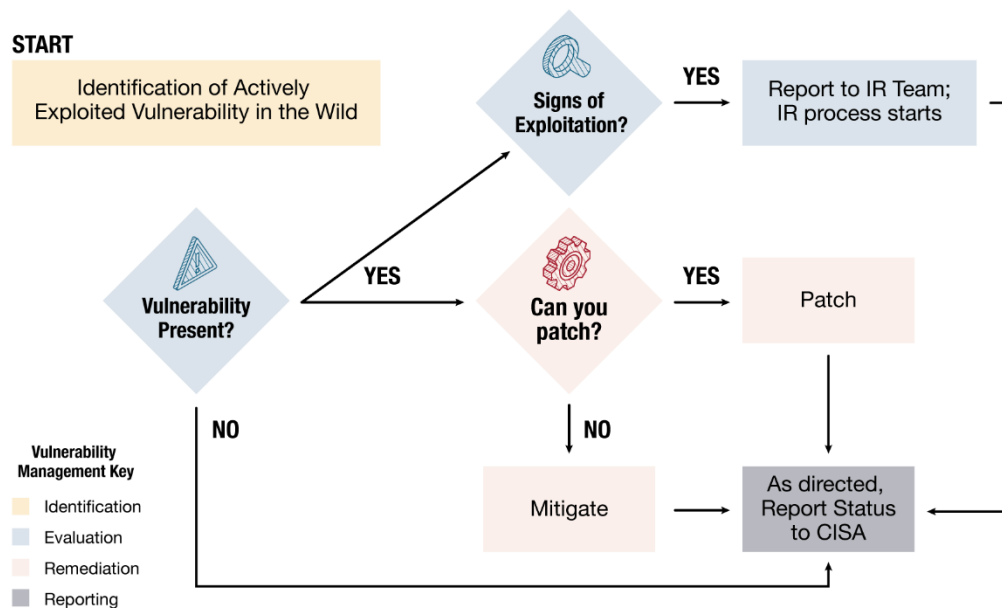 START
Identification of Actively
Exploited Vulnerability in the Wild
Signs of
Exploitation?
YES
Report to IR Team;
IR process starts
Vulnerability
Present?
YES
Can you
patch?
YES
Patch
NO
NO
Mitigate
As directed,
Report Status
to CISA
Vulnerability
Management Key
Identification
Evaluation
Remediation
Reporting